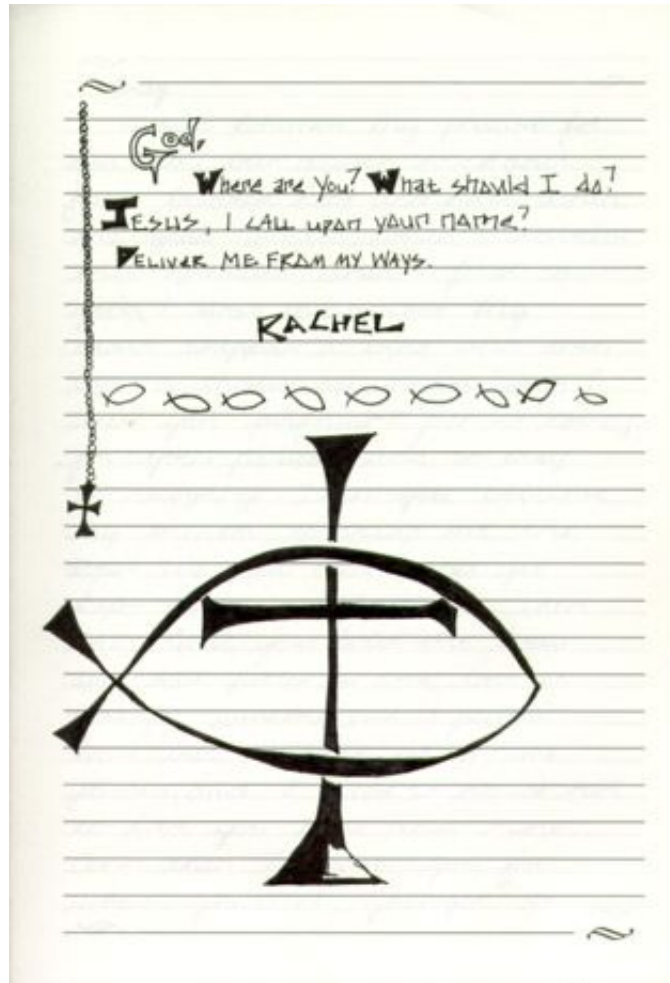 God,
Where are You? What should I do?
JESUS, I CALL UPON YOUR NAME?
DELIVER ME FROM MY WAYS.
RACHEL